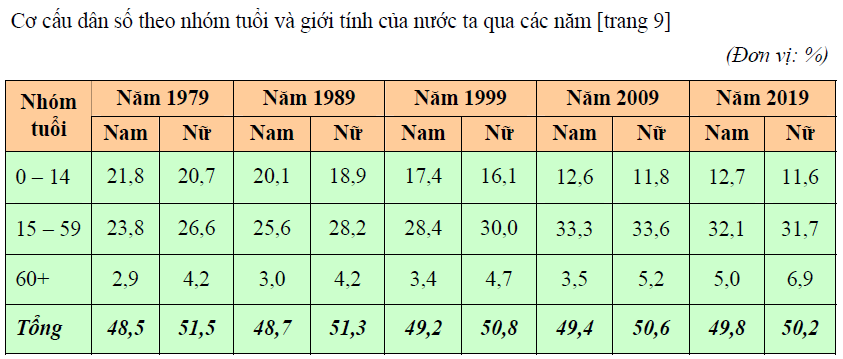 Cơ cấu dân số theo nhóm tuổi và giới tính của nước ta qua các năm [trang 9]
(Đơn vị: %)
Nhóm tuổi Năm 1979 Năm 1989 Năm 1999 Năm 2009 Năm 2019
Nam Nữ Nam Nữ Nam Nữ Nam Nữ Nam Nữ
0 – 14 21,8 20,7 20,1 18,9 17,4 16,1 12,6 11,8 12,7 11,6
15 – 59 23,8 26,6 25,6 28,2 28,4 30,0 33,3 33,6 32,1 31,7
60+ 2,9 4,2 3,0 4,2 3,4 4,7 3,5 5,2 5,0 6,9
Tổng 48,5 51,5 48,7 51,3 49,2 50,8 49,4 50,6 49,8 50,2